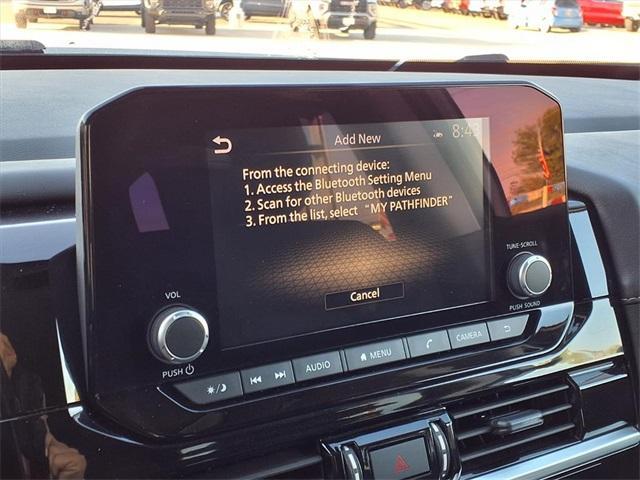 Add New
8:43
From the connecting device:
1. Access the Bluetooth Setting Menu
2. Scan for other Bluetooth devices
3. From the list, select “MY PATHFINDER”
Cancel
VOL
PUSH
TUNE·SCROLL
PUSH SOUND
AUDIO
MENU
CAMERA